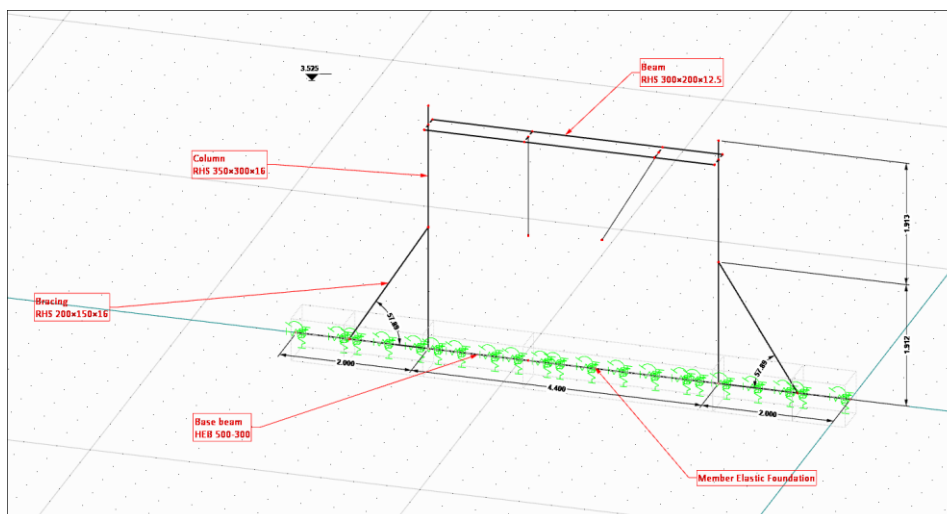 3.525
Beam
RHS 300×200×12.5
Column
RHS 350×300×16
1.913
Bracing
RHS 200×150×16
57.89
57.89
1.912
2.000
4.400
2.000
Base beam
HEB 500-300
Member Elastic Foundation